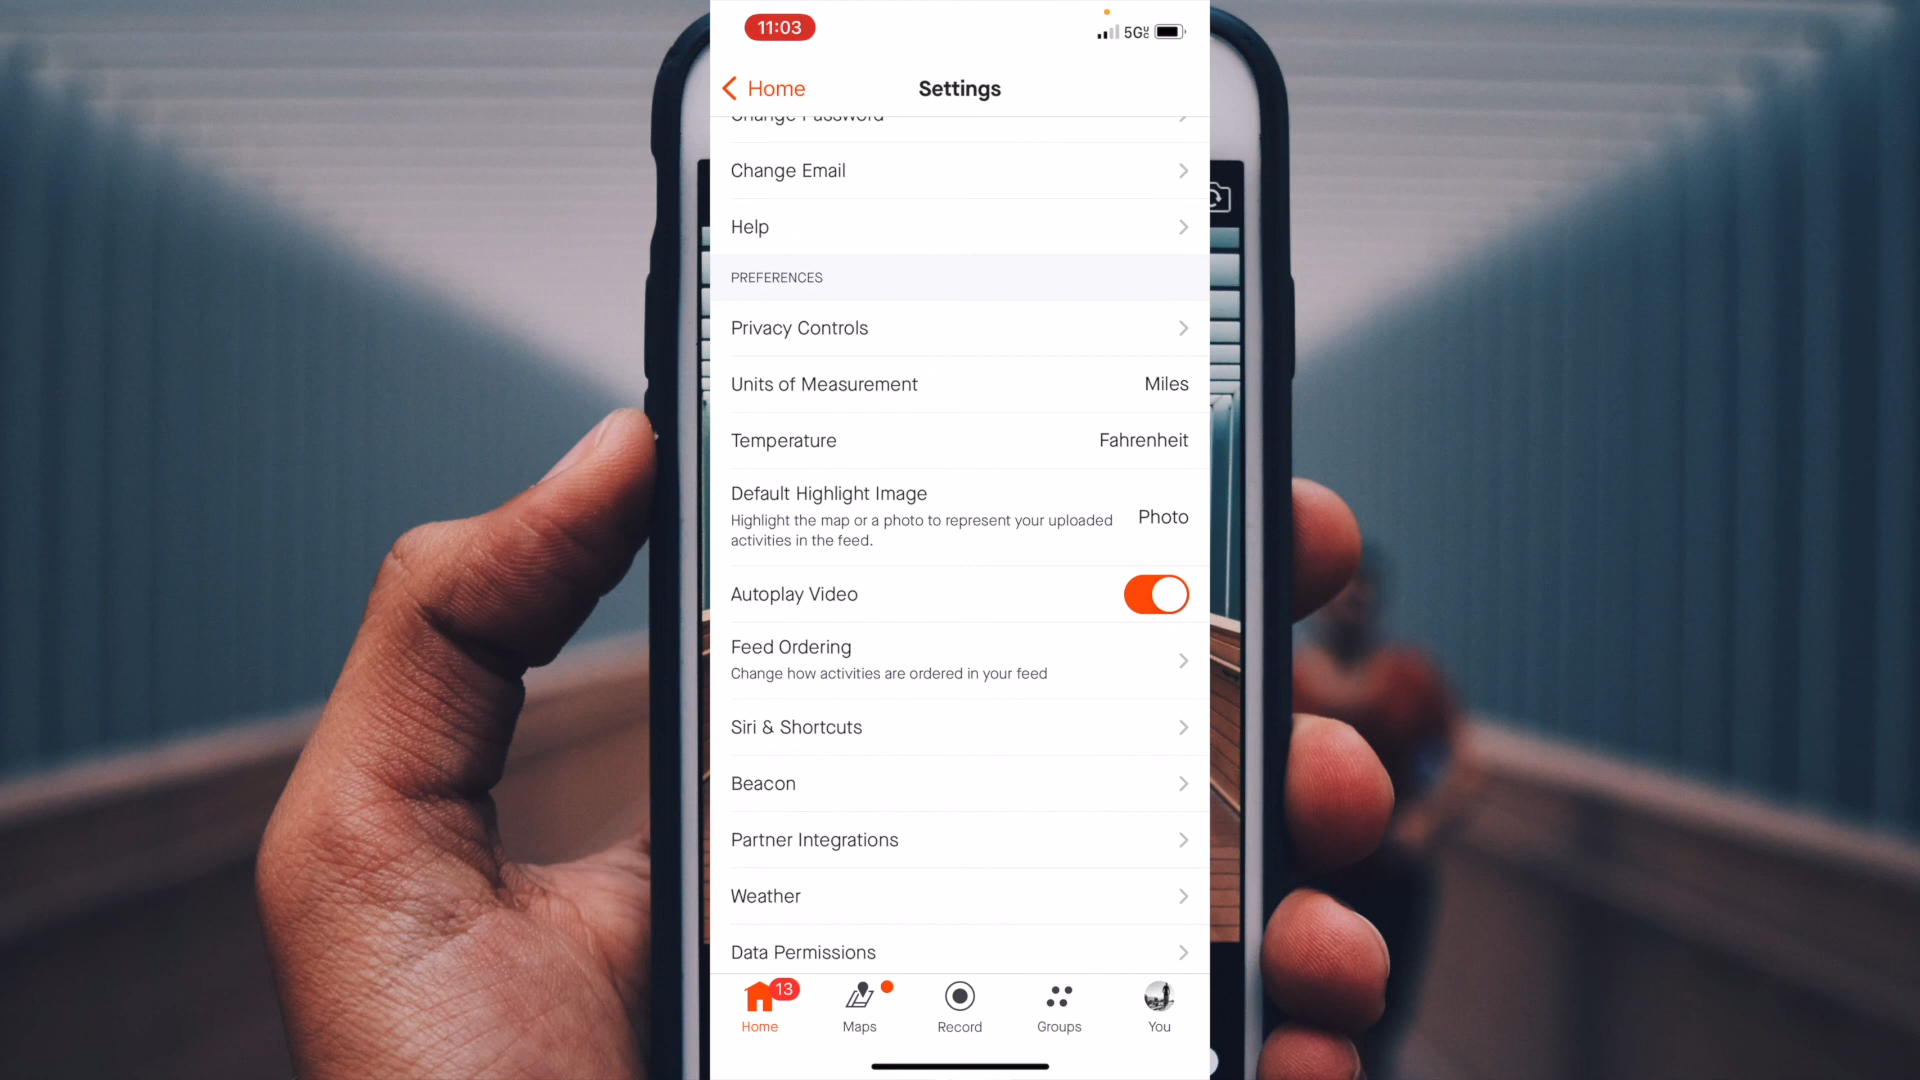 11:03
5G
Home
Settings
Change Password
Change Email
Help
PREFERENCES
Privacy Controls
Units of Measurement
Miles
Temperature
Fahrenheit
Default Highlight Image
Highlight the map or a photo to represent your uploaded
activities in the feed.
Photo
Autoplay Video
Feed Ordering
Change how activities are ordered in your feed
Siri & Shortcuts
Beacon
Partner Integrations
Weather
Data Permissions
13
Home
Maps
Record
Groups
You